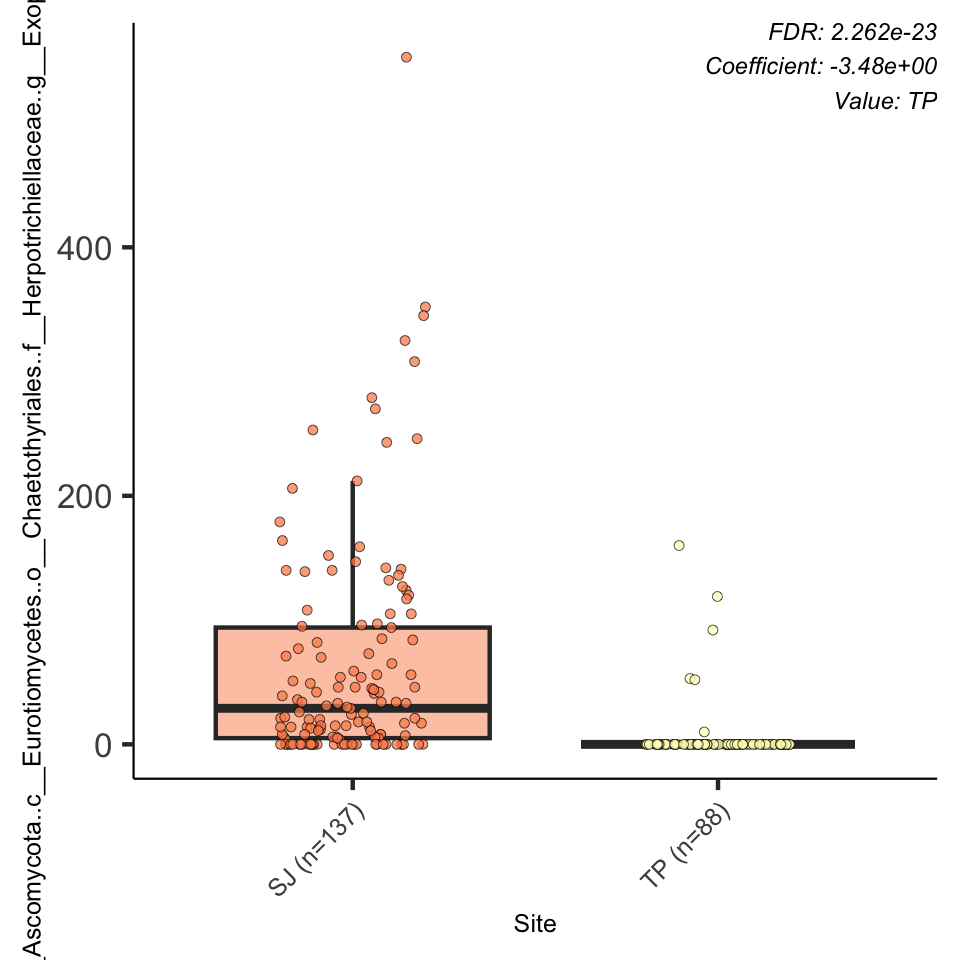 FDR: 2.262e-23
Coefficient: -3.48e+00
Value: TP
_Ascomycota..c__Eurotiomycetes.o__Chaetothyriales..f__Herpotrichiellaceae..g__Exop
400
200
0
SJ (n=137)
TP (n=88)
Site